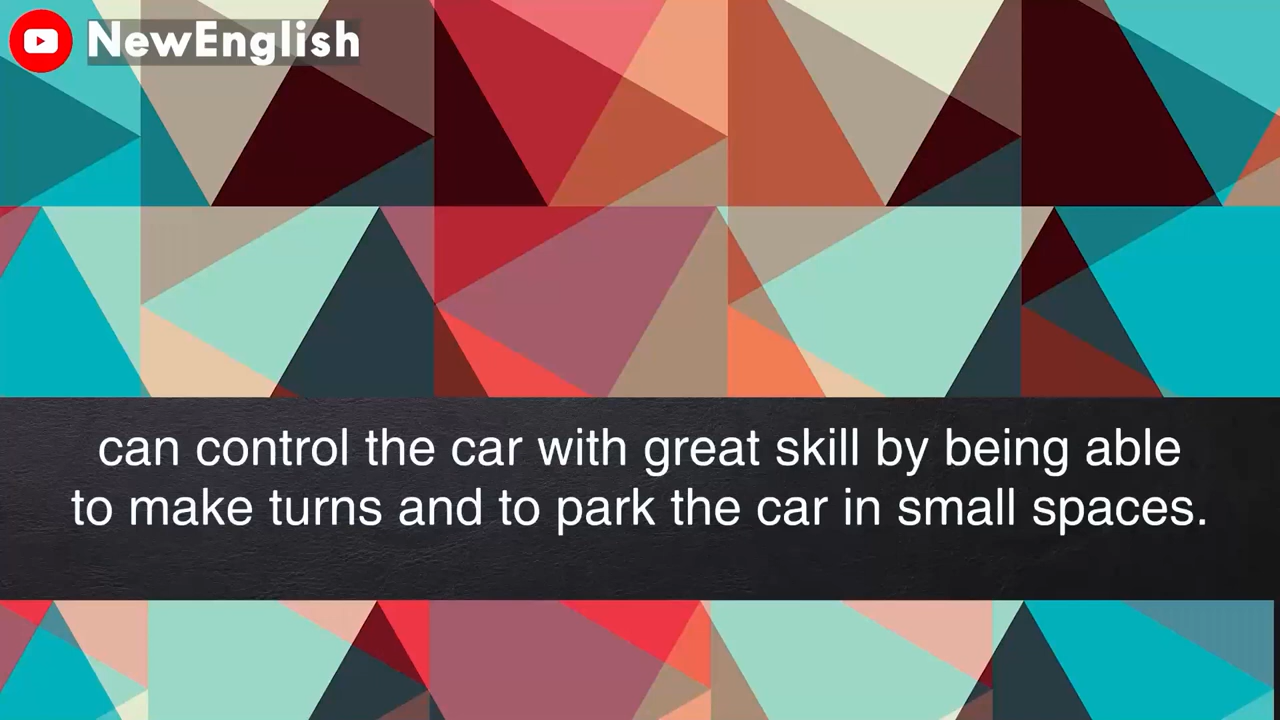 NewEnglish
can control the car with great skill by being able
to make turns and to park the car in small spaces.